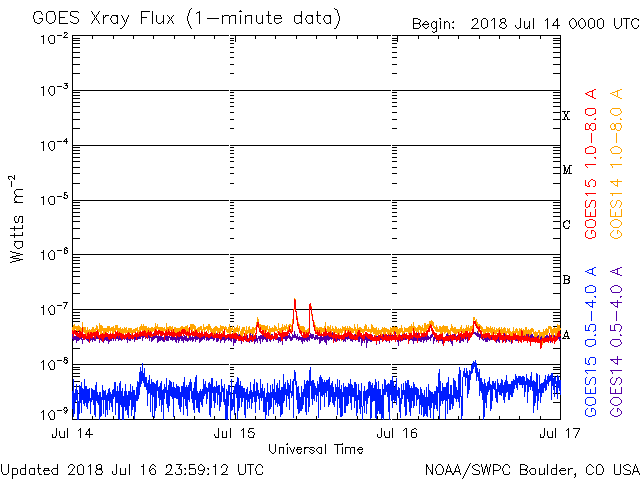 GOES Xray Flux (1-minute data)
Begin: 2018 Jul 14 0000 UTC
10⁻²
10⁻³
10⁻⁴
10⁻⁵
10⁻⁶
10⁻⁷
10⁻⁸
10⁻⁹
Watts m⁻²
X
M
C
B
A
GOES15 1.0-8.0 A
GOES14 1.0-8.0 A
GOES15 0.5-4.0 A
GOES14 0.5-4.0 A
Jul 14
Jul 15
Jul 16
Jul 17
Universal Time
Updated 2018 Jul 16 23:59:12 UTC
NOAA/SWPC Boulder, CO USA